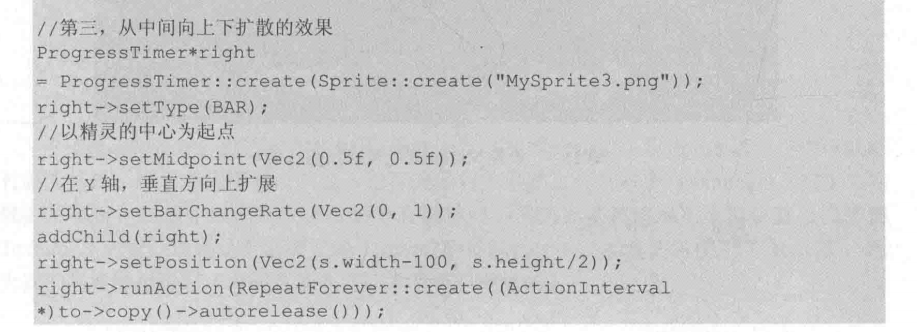 //第三，从中间向上下扩散的效果
ProgressTimer*right
= ProgressTimer::create(Sprite::create("MySprite3.png"));
right->setType(BAR);
//以精灵的中心为起点
right->setMidpoint(Vec2(0.5f, 0.5f));
//在Y轴，垂直方向上扩展
right->setBarChangeRate(Vec2(0, 1));
addChild(right);
right->setPosition(Vec2(s.width-100, s.height/2));
right->runAction(RepeatForever::create((ActionInterval
*)to->copy()->autorelease()));